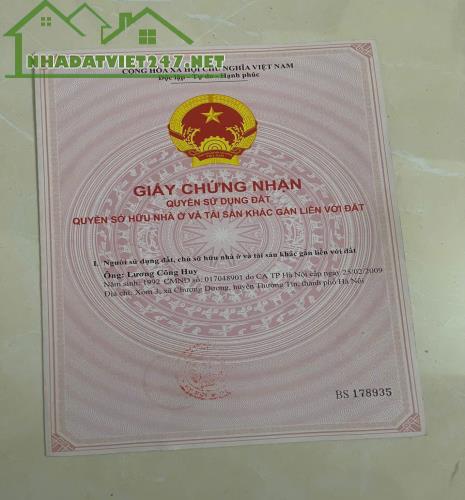 NHADATVIET247.NET
CỘNG HÒA XÃ HỘI CHỦ NGHĨA VIỆT NAM
Độc lập - Tự do - Hạnh phúc
GIẤY CHỨNG NHẬN
QUYỀN SỬ DỤNG ĐẤT
QUYỀN SỞ HỮU NHÀ Ở VÀ TÀI SẢN KHÁC GẮN LIỀN VỚI ĐẤT
I. Người sử dụng đất, chủ sở hữu nhà ở và tài sản khác gắn liền với đất
Ông: Lương Công Huy
Năm sinh: 1992 CMND số: 017048901 do CA TP Hà Nội cấp ngày 25/02/2009
Địa chỉ: Xóm 3, xã Chương Dương, huyện Thường Tín, thành phố Hà Nội
BS 178935